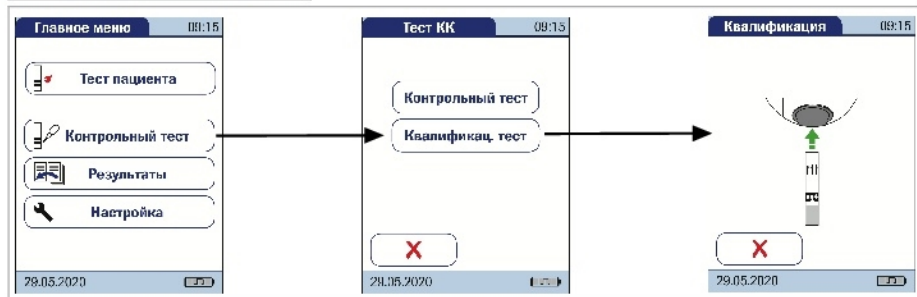 Главное меню 09:15
Тест пациента
Контрольный тест
Результаты
Настройка
29.05.2020
Тест КК 09:15
Контрольный тест
Квалификац. тест
X
29.05.2020
Квалификация 09:15
X
29.05.2020